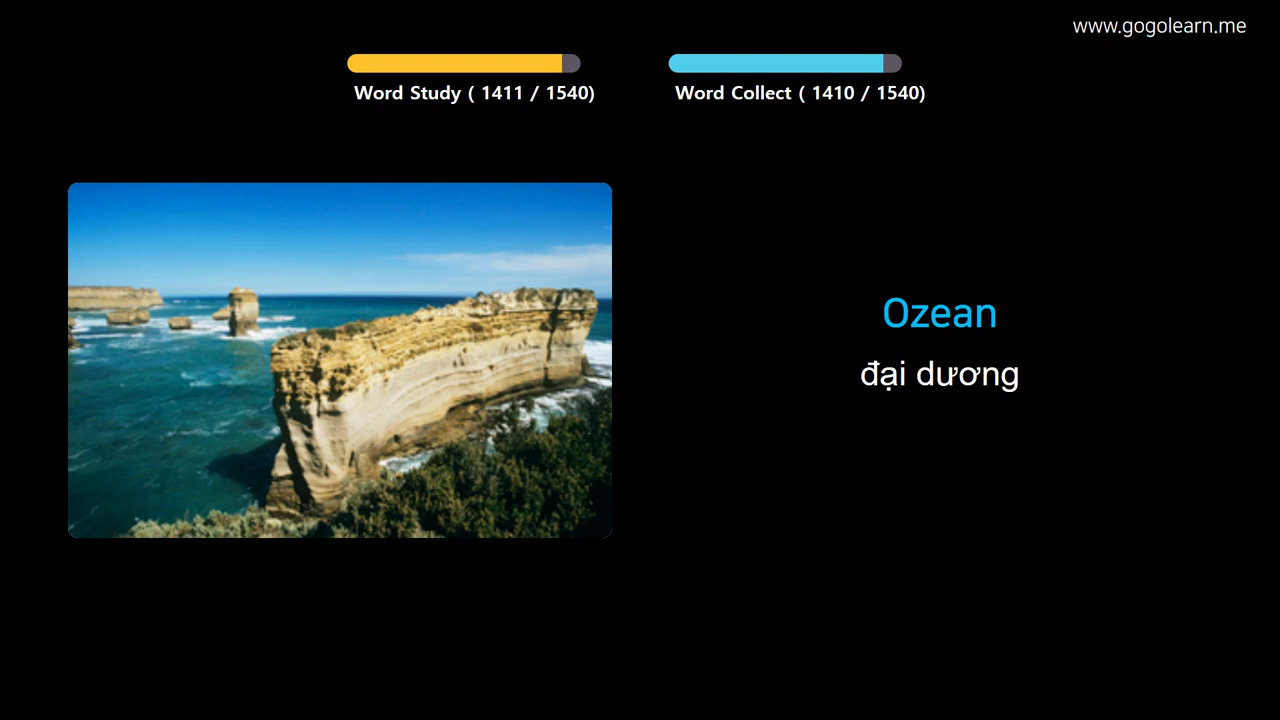 www.gogolearn.me
Word Study ( 1411 / 1540)
Word Collect ( 1410 / 1540)
Ozean
đại dương